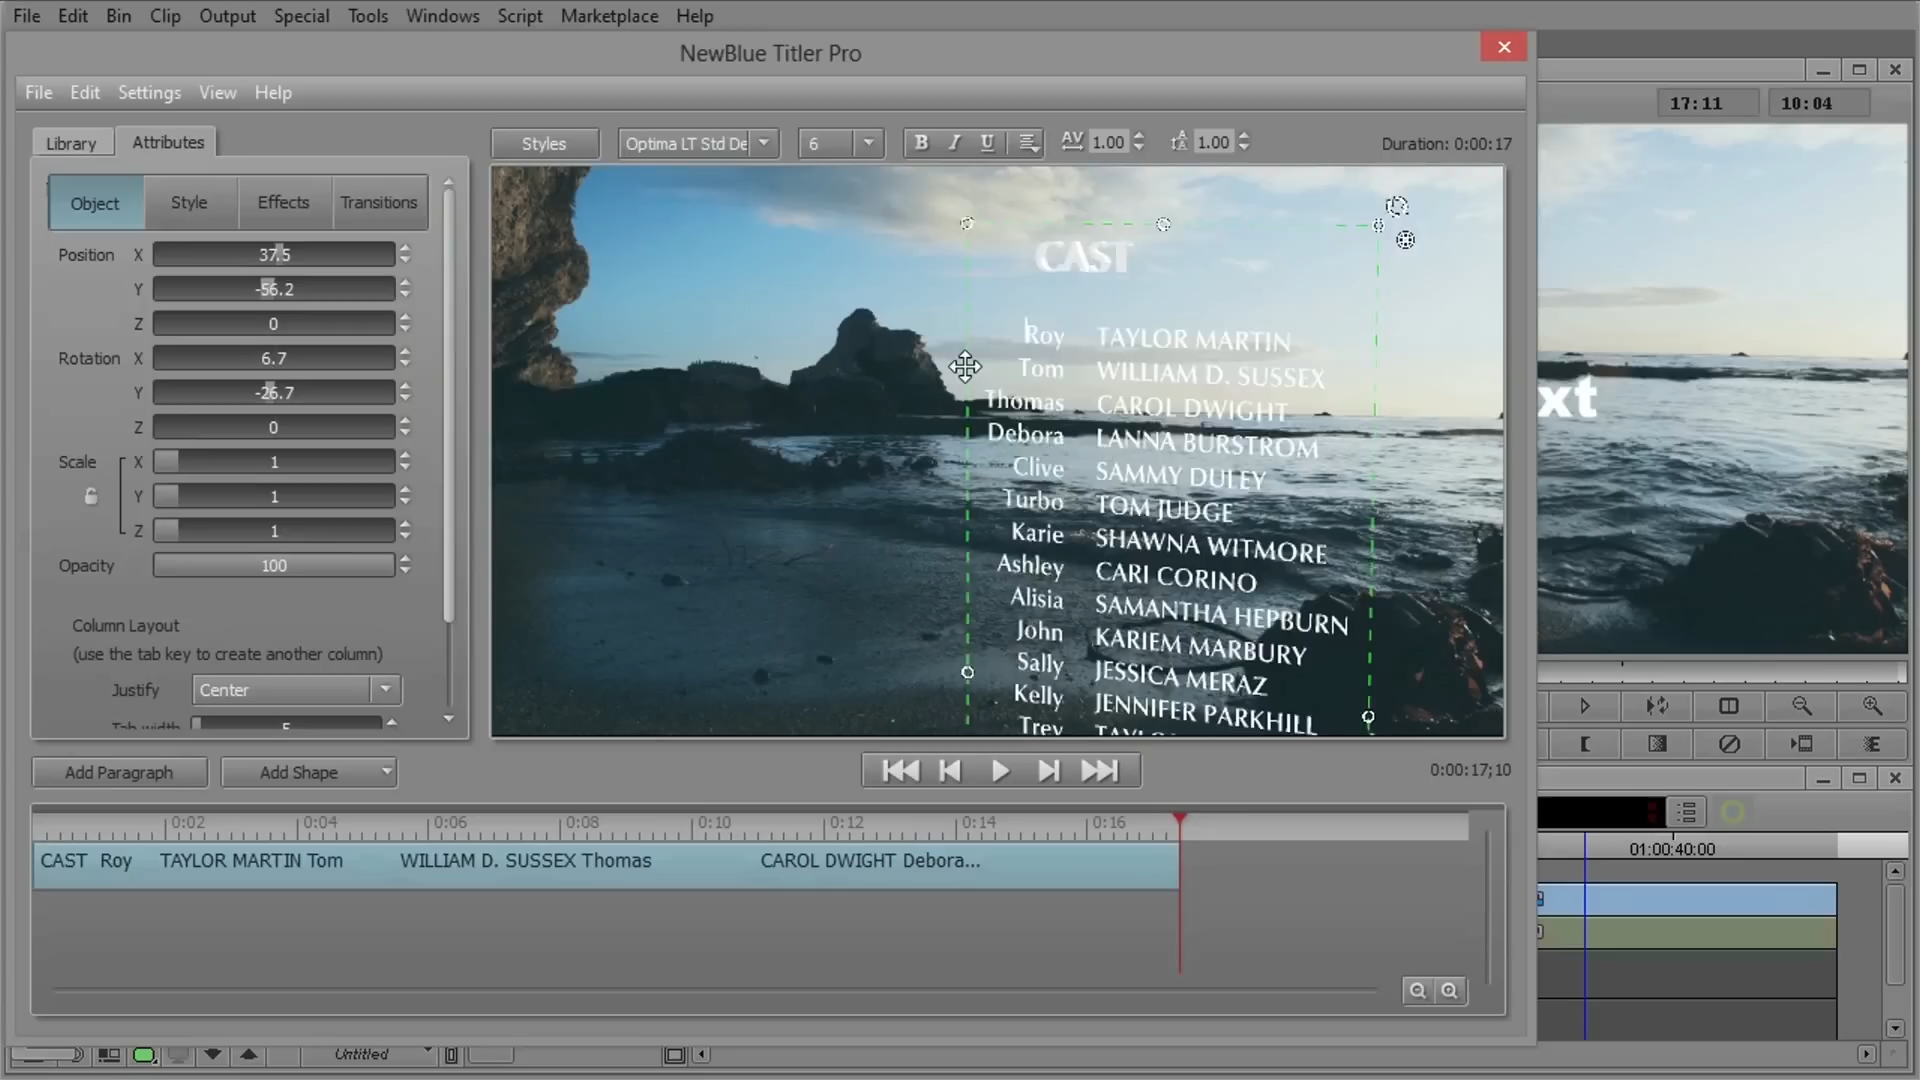 File Edit Bin Clip Output Special Tools Windows Script Marketplace Help
NewBlue Titler Pro
File Edit Settings View Help
17:11 10:04
Library Attributes
Styles Optima LT Std De 6 B I U AV 1.00 tA 1.00 Duration: 0:00:17
Object Style Effects Transitions
Position X 37.5
Y -56.2
Z 0
Rotation X 6.7
Y -26.7
Z 0
Scale X 1
Y 1
Z 1
Opacity 100
Column Layout
(use the tab key to create another column)
Justify Center
Tab width 5
CAST
Roy TAYLOR MARTIN
Tom WILLIAM D. SUSSEX
Thomas CAROL DWIGHT
Debora LANNA BURSTROM
Clive SAMMY DULEY
Turbo TOM JUDGE
Karie SHAWNA WITMORE
Ashley CARI CORINO
Alisia SAMANTHA HEPBURN
John KARIEM MARBURY
Sally JESSICA MERAZ
Kelly JENNIFER PARKHILL
Trev
xt
Add Paragraph Add Shape
0:00:17;10
0:02 0:04 0:06 0:08 0:10 0:12 0:14 0:16
CAST Roy TAYLOR MARTIN Tom WILLIAM D. SUSSEX Thomas CAROL DWIGHT Debora...
01:00:40:00
Untitled